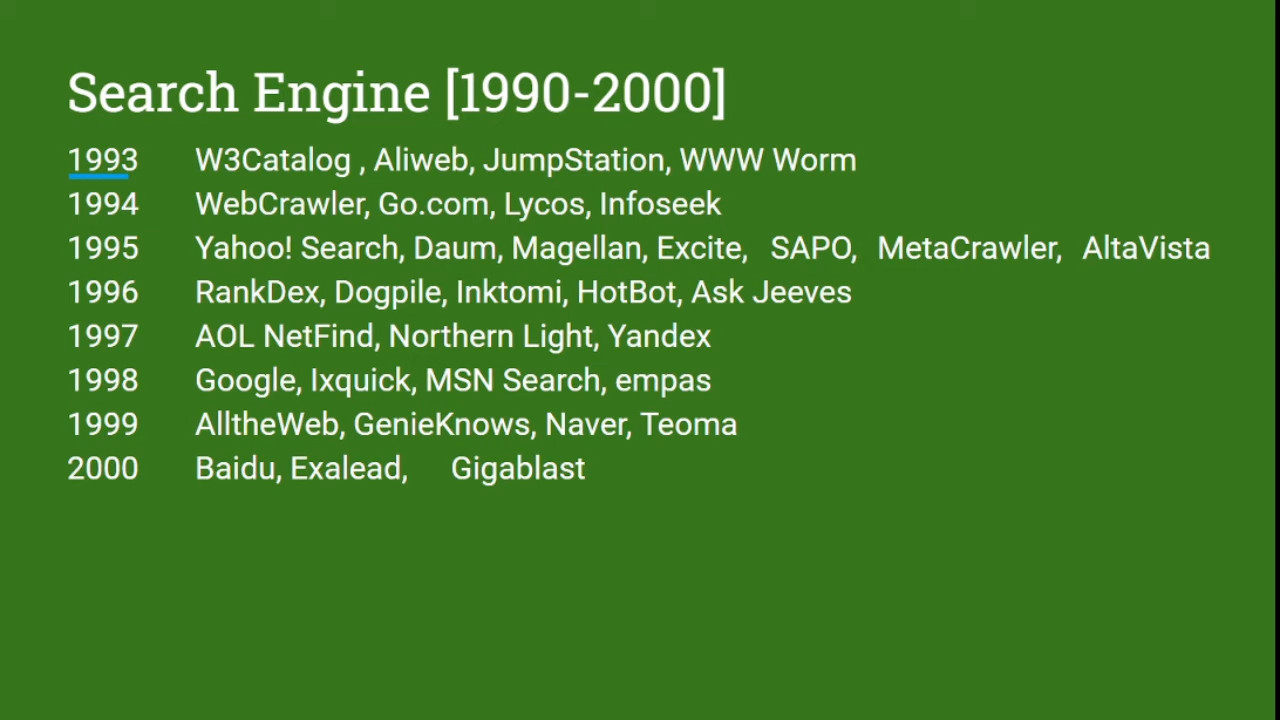 Search Engine [1990-2000]
1993 W3Catalog , Aliweb, JumpStation, WWW Worm
1994 WebCrawler, Go.com, Lycos, Infoseek
1995 Yahoo! Search, Daum, Magellan, Excite, SAPO, MetaCrawler, AltaVista
1996 RankDex, Dogpile, Inktomi, HotBot, Ask Jeeves
1997 AOL NetFind, Northern Light, Yandex
1998 Google, Ixquick, MSN Search, empas
1999 AlltheWeb, GenieKnows, Naver, Teoma
2000 Baidu, Exalead, Gigablast